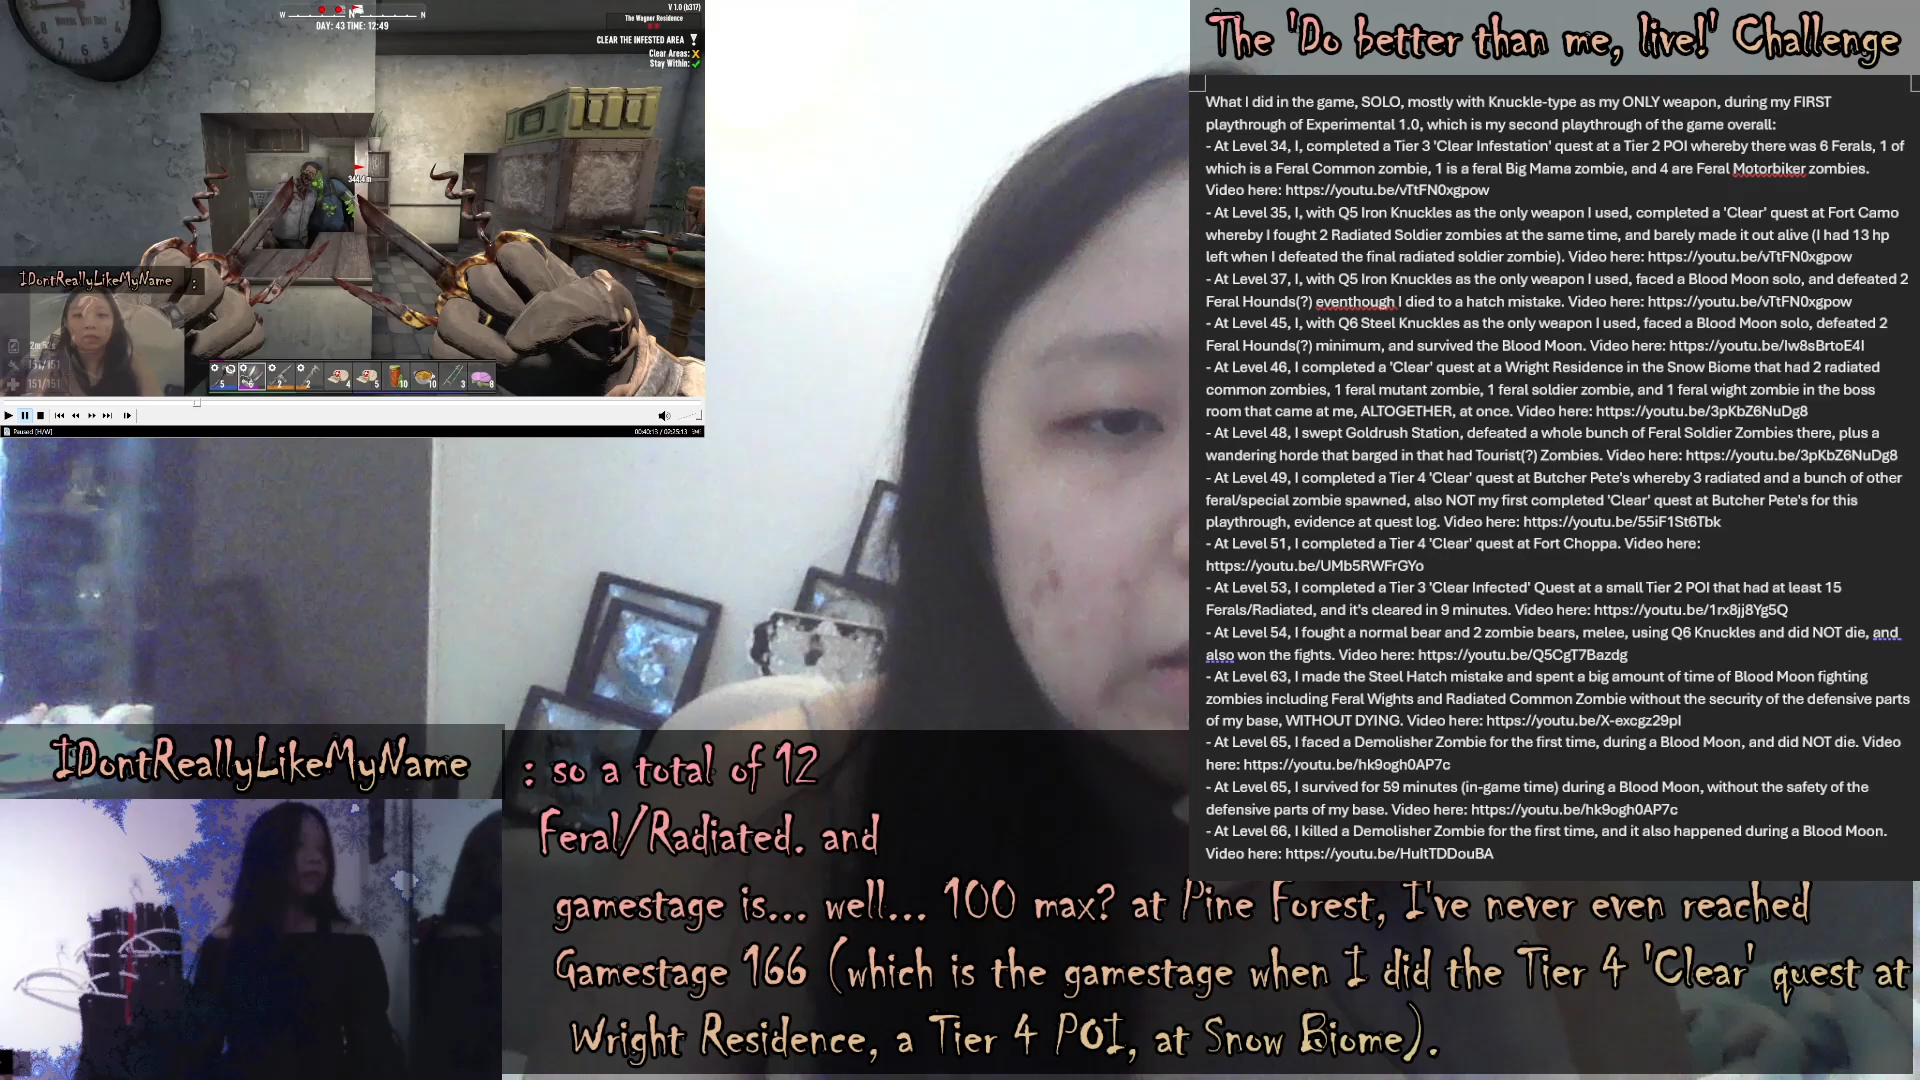 W N N
DAY: 43 TIME: 12:49
V 1.0 (b317)
The Wagner Residence
CLEAR THE INFESTED AREA
Clear Areas: X
Stay Within: ✓
344.4 m
IDontReallyLikeMyName :
151/151
151/151
5 6 2 2 4 5 10 10 3 8
Paused [H/W]
00:40:13 / 02:25:13
The 'Do better than me, live!' Challenge
What I did in the game, SOLO, mostly with Knuckle-type as my ONLY weapon, during my FIRST
playthrough of Experimental 1.0, which is my second playthrough of the game overall:
- At Level 34, I, completed a Tier 3 'Clear Infestation' quest at a Tier 2 POI whereby there was 6 Ferals, 1 of
which is a Feral Common zombie, 1 is a feral Big Mama zombie, and 4 are Feral Motorbiker zombies.
Video here: https://youtu.be/vTtFN0xgpow
- At Level 35, I, with Q5 Iron Knuckles as the only weapon I used, completed a 'Clear' quest at Fort Camo
whereby I fought 2 Radiated Soldier zombies at the same time, and barely made it out alive (I had 13 hp
left when I defeated the final radiated soldier zombie). Video here: https://youtu.be/vTtFN0xgpow
- At Level 37, I, with Q5 Iron Knuckles as the only weapon I used, faced a Blood Moon solo, and defeated 2
Feral Hounds(?) eventhough I died to a hatch mistake. Video here: https://youtu.be/vTtFN0xgpow
- At Level 45, I, with Q6 Steel Knuckles as the only weapon I used, faced a Blood Moon solo, defeated 2
Feral Hounds(?) minimum, and survived the Blood Moon. Video here: https://youtu.be/Iw8sBrtoE4I
- At Level 46, I completed a 'Clear' quest at a Wright Residence in the Snow Biome that had 2 radiated
common zombies, 1 feral mutant zombie, 1 feral soldier zombie, and 1 feral wight zombie in the boss
room that came at me, ALTOGETHER, at once. Video here: https://youtu.be/3pKbZ6NuDg8
- At Level 48, I swept Goldrush Station, defeated a whole bunch of Feral Soldier Zombies there, plus a
wandering horde that barged in that had Tourist(?) Zombies. Video here: https://youtu.be/3pKbZ6NuDg8
- At Level 49, I completed a Tier 4 'Clear' quest at Butcher Pete's whereby 3 radiated and a bunch of other
feral/special zombie spawned, also NOT my first completed 'Clear' quest at Butcher Pete's for this
playthrough, evidence at quest log. Video here: https://youtu.be/55iF1St6Tbk
- At Level 51, I completed a Tier 4 'Clear' quest at Fort Choppa. Video here:
https://youtu.be/UMb5RWFrGYo
- At Level 53, I completed a Tier 3 'Clear Infected' Quest at a small Tier 2 POI that had at least 15
Ferals/Radiated, and it's cleared in 9 minutes. Video here: https://youtu.be/1rx8jj8Yg5Q
- At Level 54, I fought a normal bear and 2 zombie bears, melee, using Q6 Knuckles and did NOT die, and
also won the fights. Video here: https://youtu.be/Q5CgT7Bazdg
- At Level 63, I made the Steel Hatch mistake and spent a big amount of time of Blood Moon fighting
zombies including Feral Wights and Radiated Common Zombie without the security of the defensive parts
of my base, WITHOUT DYING. Video here: https://youtu.be/X-excgz29pI
- At Level 65, I faced a Demolisher Zombie for the first time, during a Blood Moon, and did NOT die. Video
here: https://youtu.be/hk9ogh0AP7c
- At Level 65, I survived for 59 minutes (in-game time) during a Blood Moon, without the safety of the
defensive parts of my base. Video here: https://youtu.be/hk9ogh0AP7c
- At Level 66, I killed a Demolisher Zombie for the first time, and it also happened during a Blood Moon.
Video here: https://youtu.be/HuItTDDouBA
IDontReallyLikeMyName
: so a total of 12
Feral/Radiated. and
gamestage is... well... 100 max? at Pine Forest, I've never even reached
Gamestage 166 (which is the gamestage when I did the Tier 4 'Clear' quest at
Wright Residence, a Tier 4 POI, at Snow Biome).